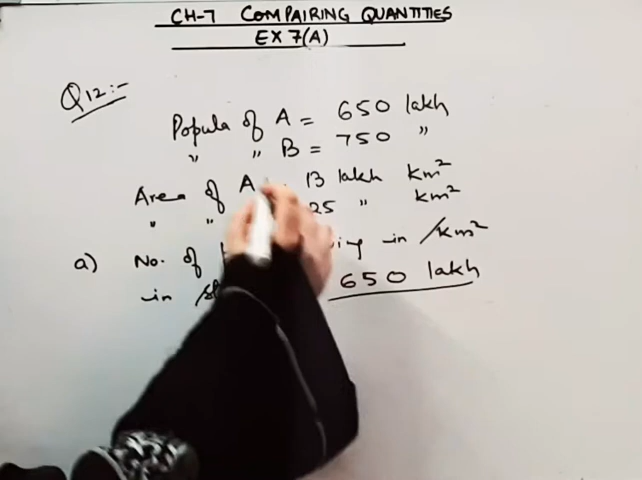 CH-7 COMPAIRING QUANTITIES
EX 7(A)
Q12:-
Popula of A = 650 lakh
" " B = 750 "
Area of A 13 lakh km²
" " 25 " km²
a) No. of in /km²
in 650 lakh